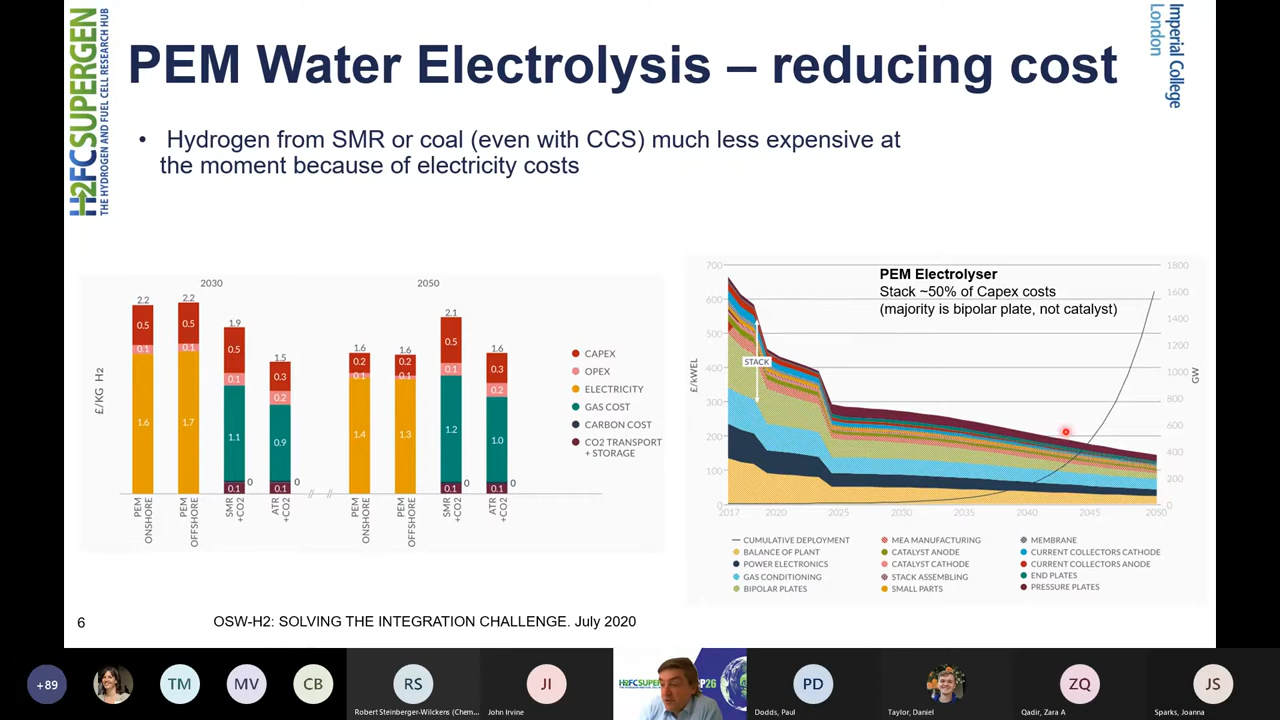 H2FCSUPERGEN
THE HYDROGEN AND FUEL CELL RESEARCH HUB
Imperial College
London
PEM Water Electrolysis – reducing cost
• Hydrogen from SMR or coal (even with CCS) much less expensive at
the moment because of electricity costs
2030
2050
£/KG H2
2.2
0.5
0.1
1.6
2.2
0.5
0.1
1.7
1.9
0.5
0.1
1.1
0.1
0
1.5
0.3
0.2
0.9
0.1
0
1.6
0.2
0.1
1.4
1.6
0.2
0.1
1.3
2.1
0.5
0.1
1.2
0.1
0
1.6
0.3
0.2
1.0
0.1
0
PEM
ONSHORE
PEM
OFFSHORE
SMR
+CO2
ATR
+CO2
PEM
ONSHORE
PEM
OFFSHORE
SMR
+CO2
ATR
+CO2
CAPEX
OPEX
ELECTRICITY
GAS COST
CARBON COST
CO2 TRANSPORT
+ STORAGE
PEM Electrolyser
Stack ~50% of Capex costs
(majority is bipolar plate, not catalyst)
£/KWEL
700
600
500
400
300
200
100
0
STACK
1800
1600
1400
1200
1000
800
600
400
200
0
GW
2017
2020
2025
2030
2035
2040
2045
2050
CUMULATIVE DEPLOYMENT
BALANCE OF PLANT
POWER ELECTRONICS
GAS CONDITIONING
BIPOLAR PLATES
MEA MANUFACTURING
CATALYST ANODE
CATALYST CATHODE
STACK ASSEMBLING
SMALL PARTS
MEMBRANE
CURRENT COLLECTORS CATHODE
CURRENT COLLECTORS ANODE
END PLATES
PRESSURE PLATES
6
OSW-H2: SOLVING THE INTEGRATION CHALLENGE. July 2020
+89
TM
MV
CB
RS
Robert Steinberger-Wilckens (Chem...
JI
John Irvine
H2FCSUPE
P26
PD
Dodds, Paul
Taylor, Daniel
ZQ
Qadir, Zara A
JS
Sparks, Joanna